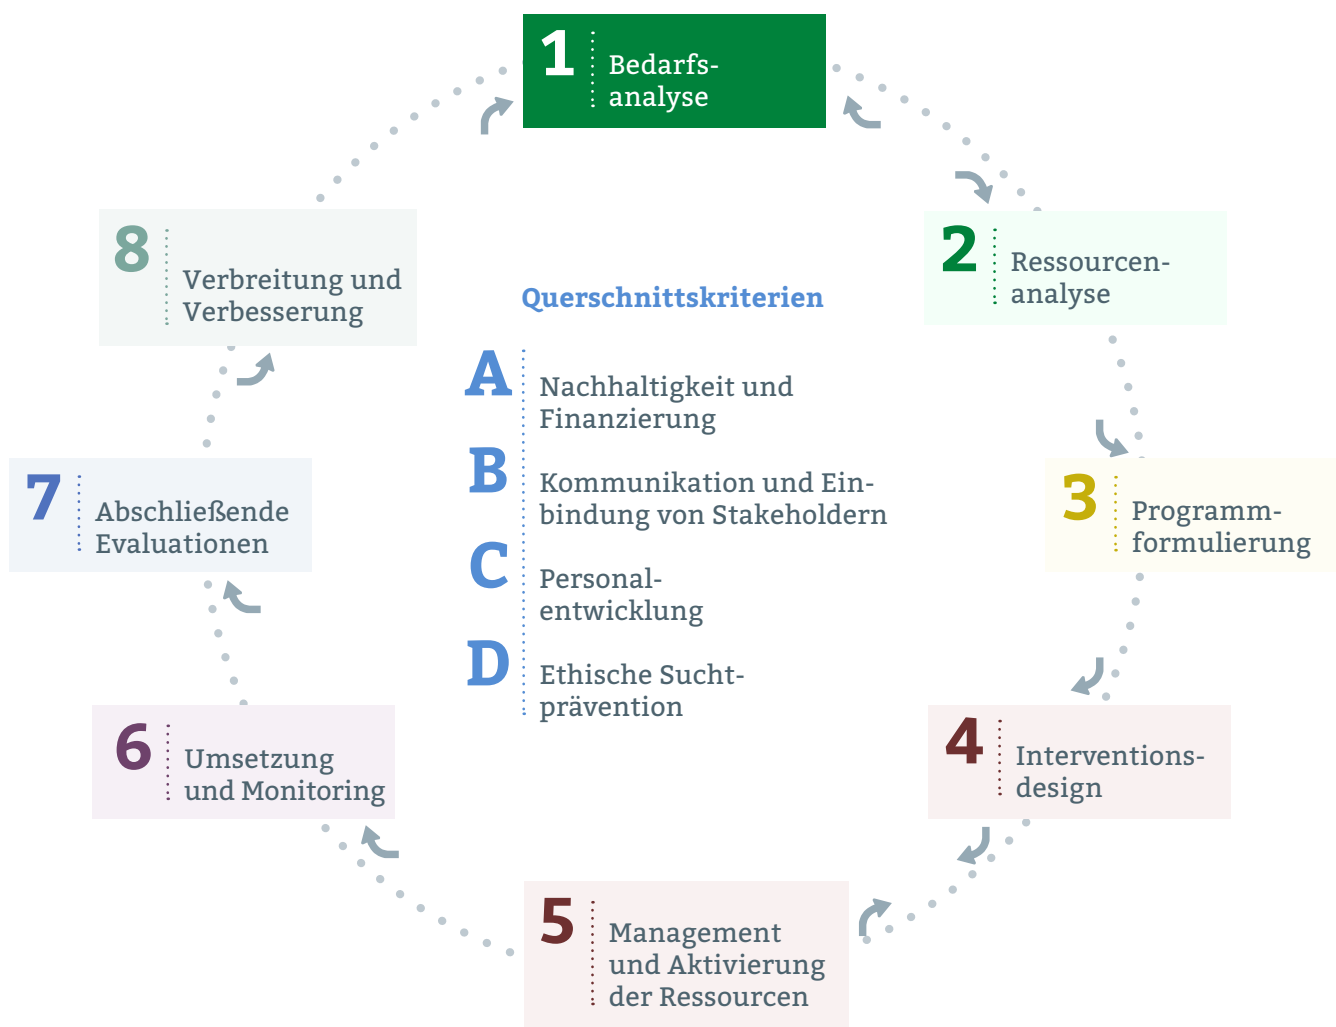 1
Bedarfs-
analyse
2
Ressourcen-
analyse
3
Programm-
formulierung
4
Interventions-
design
5
Management
und Aktivierung
der Ressourcen
6
Umsetzung
und Monitoring
7
Abschließende
Evaluationen
8
Verbreitung und
Verbesserung
Querschnittskriterien
A
Nachhaltigkeit und
Finanzierung
B
Kommunikation und Ein-
bindung von Stakeholdern
C
Personal-
entwicklung
D
Ethische Sucht-
prävention